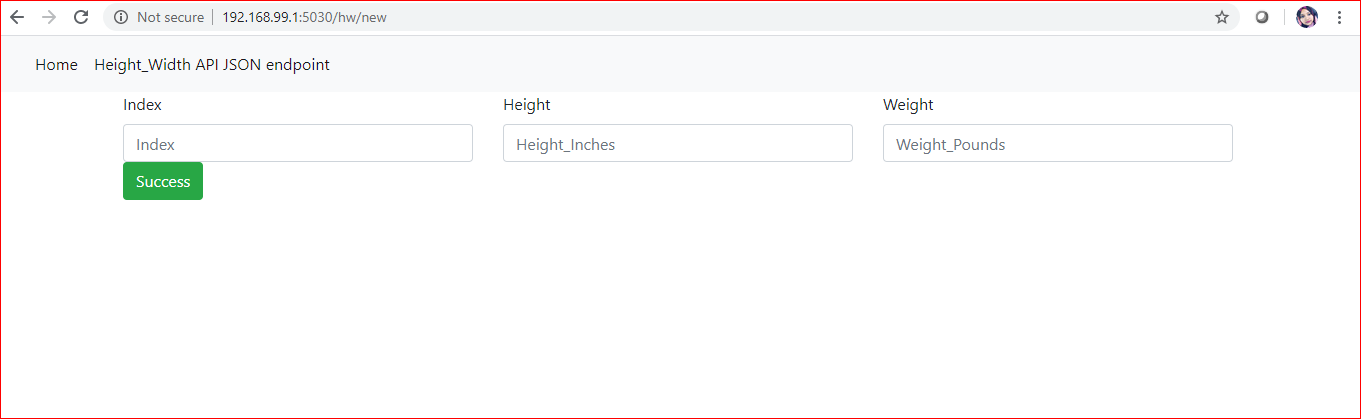 Not secure 192.168.99.1:5030/hw/new
Home Height_Width API JSON endpoint
Index Height Weight
Index Height_Inches Weight_Pounds
Success